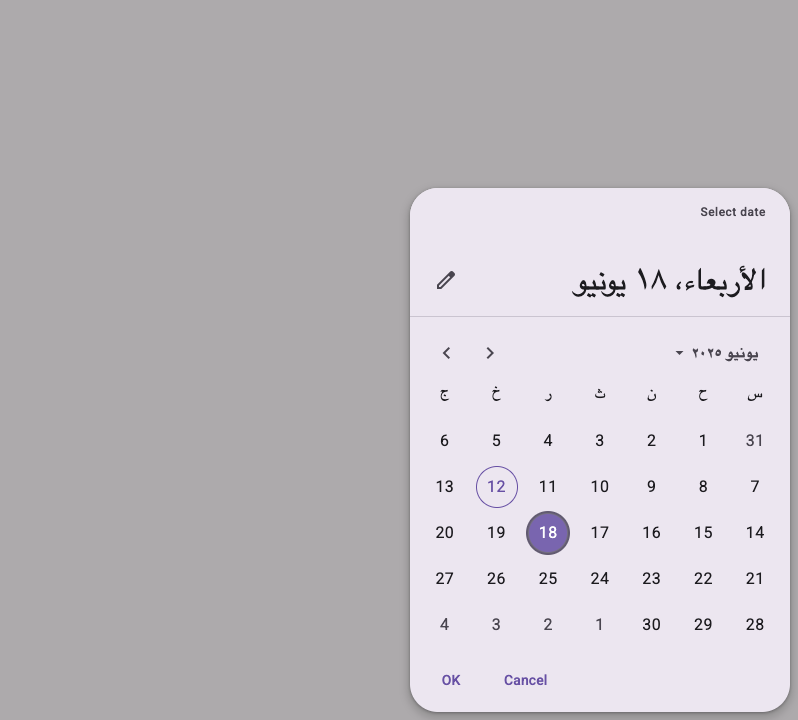 Select date
الأربعاء، ١٨ يونيو
يونيو ٢٠٢٥
س ح ن ث ر خ ج
31 1 2 3 4 5 6
7 8 9 10 11 12 13
14 15 16 17 18 19 20
21 22 23 24 25 26 27
28 29 30 1 2 3 4
Cancel OK